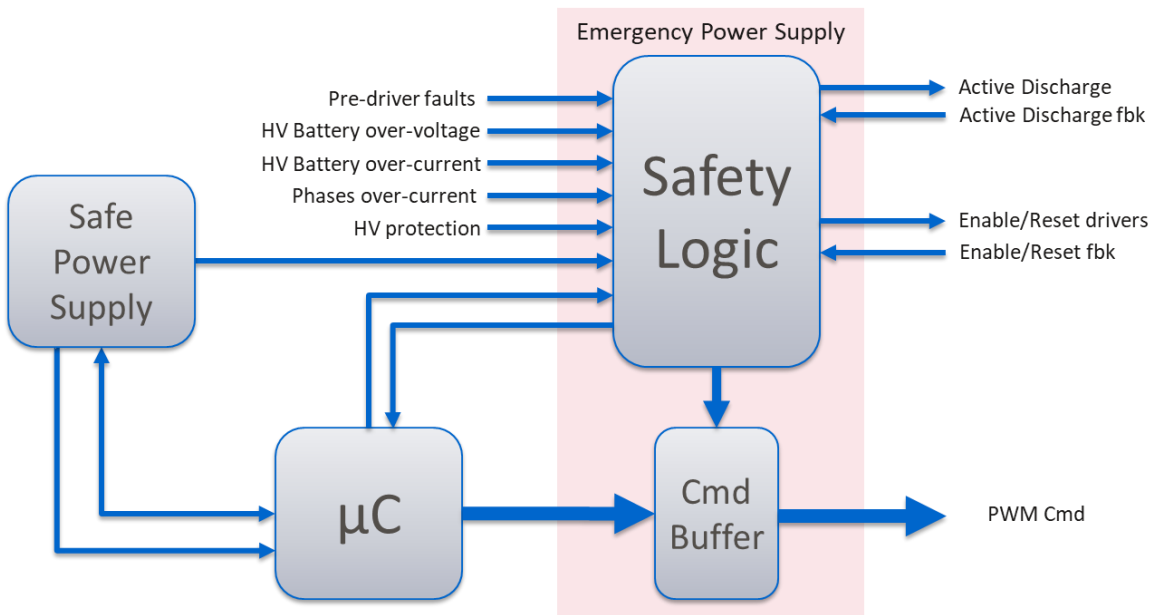 Emergency Power Supply
Pre-driver faults
HV Battery over-voltage
HV Battery over-current
Phases over-current
HV protection
Safe
Power
Supply
Safety
Logic
Active Discharge
Active Discharge fbk
Enable/Reset drivers
Enable/Reset fbk
µC
Cmd
Buffer
PWM Cmd